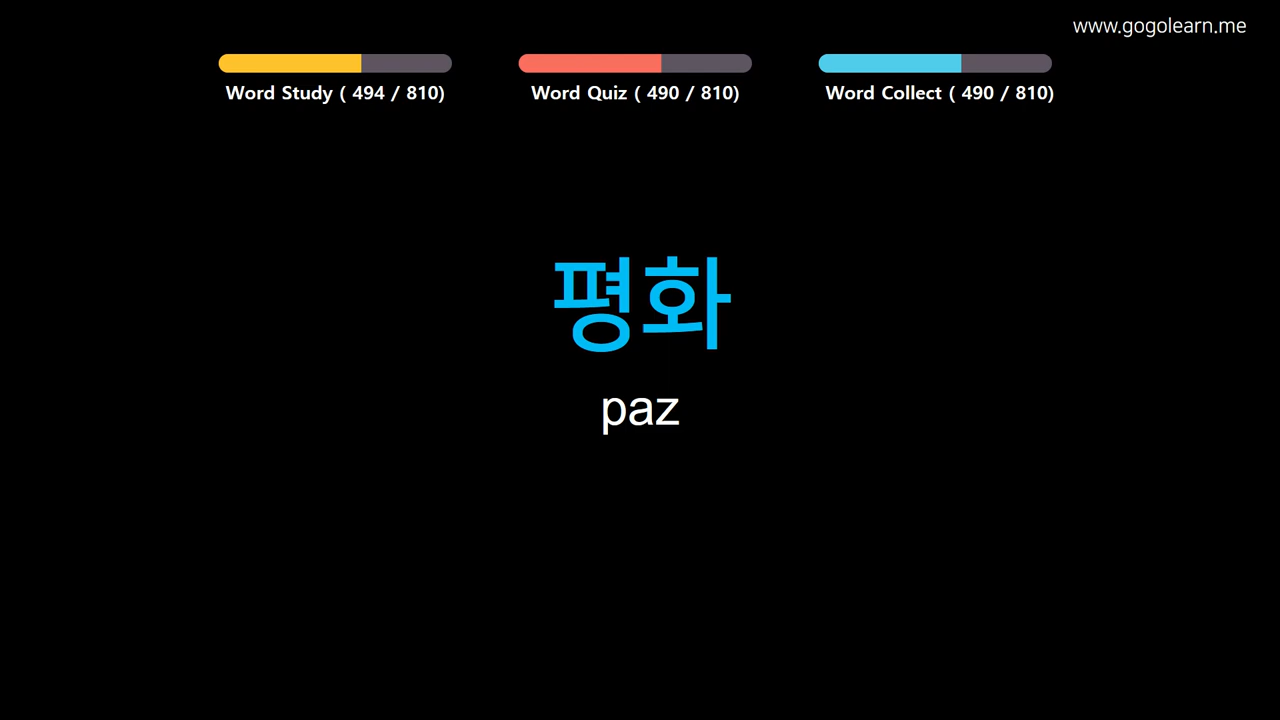 www.gogolearn.me
Word Study ( 494 / 810)
Word Quiz ( 490 / 810)
Word Collect ( 490 / 810)
평화
paz